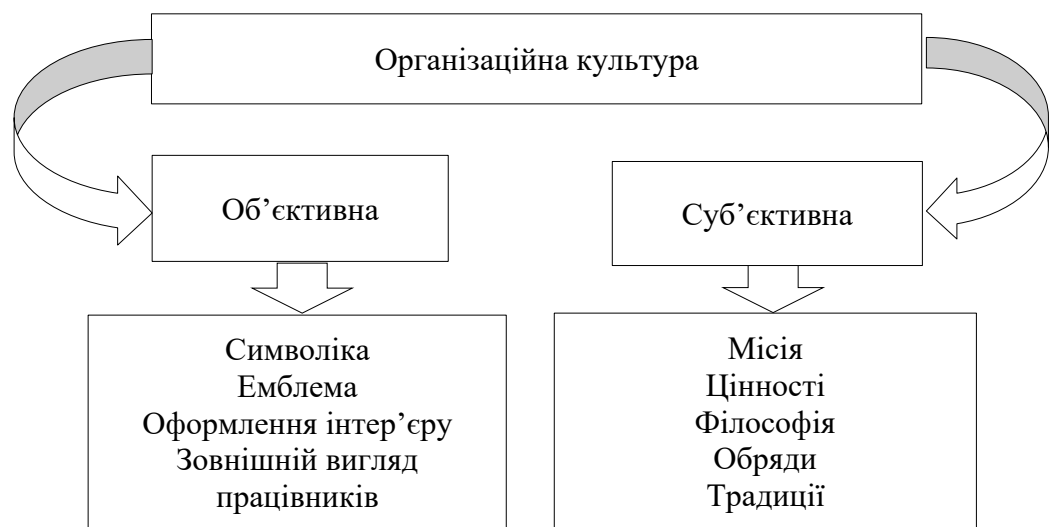 Організаційна культура
Об’єктивна
Суб’єктивна
Символіка
Емблема
Оформлення інтер’єру
Зовнішній вигляд
працівників
Місія
Цінності
Філософія
Обряди
Традиції